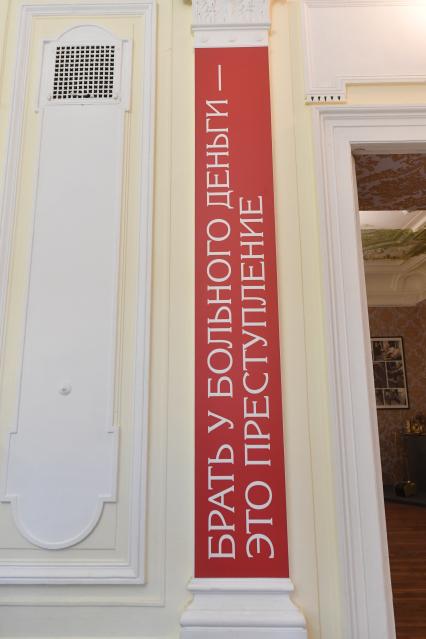 БРАТЬ У БОЛЬНОГО ДЕНЬГИ —
ЭТО ПРЕСТУПЛЕНИЕ